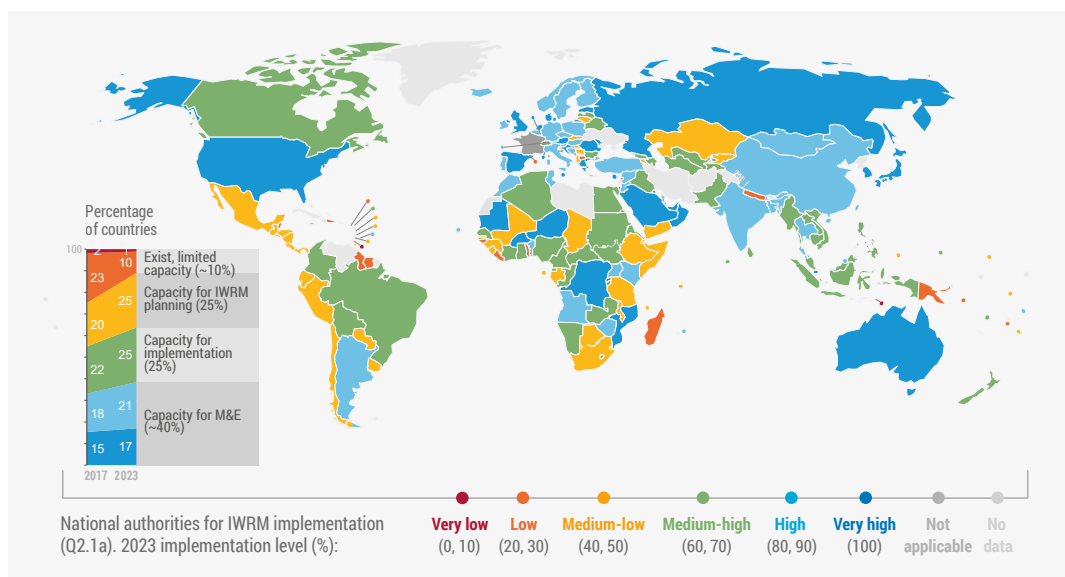 Percentage
of countries
100
2
10
23
25
20
25
22
21
18
17
15
2017 2023
Exist, limited
capacity (~10%)
Capacity for IWRM
planning (25%)
Capacity for
implementation
(25%)
Capacity for M&E
(~40%)
National authorities for IWRM implementation
(Q2.1a). 2023 implementation level (%):
Very low
(0, 10)
Low
(20, 30)
Medium-low
(40, 50)
Medium-high
(60, 70)
High
(80, 90)
Very high
(100)
Not
applicable
No
data